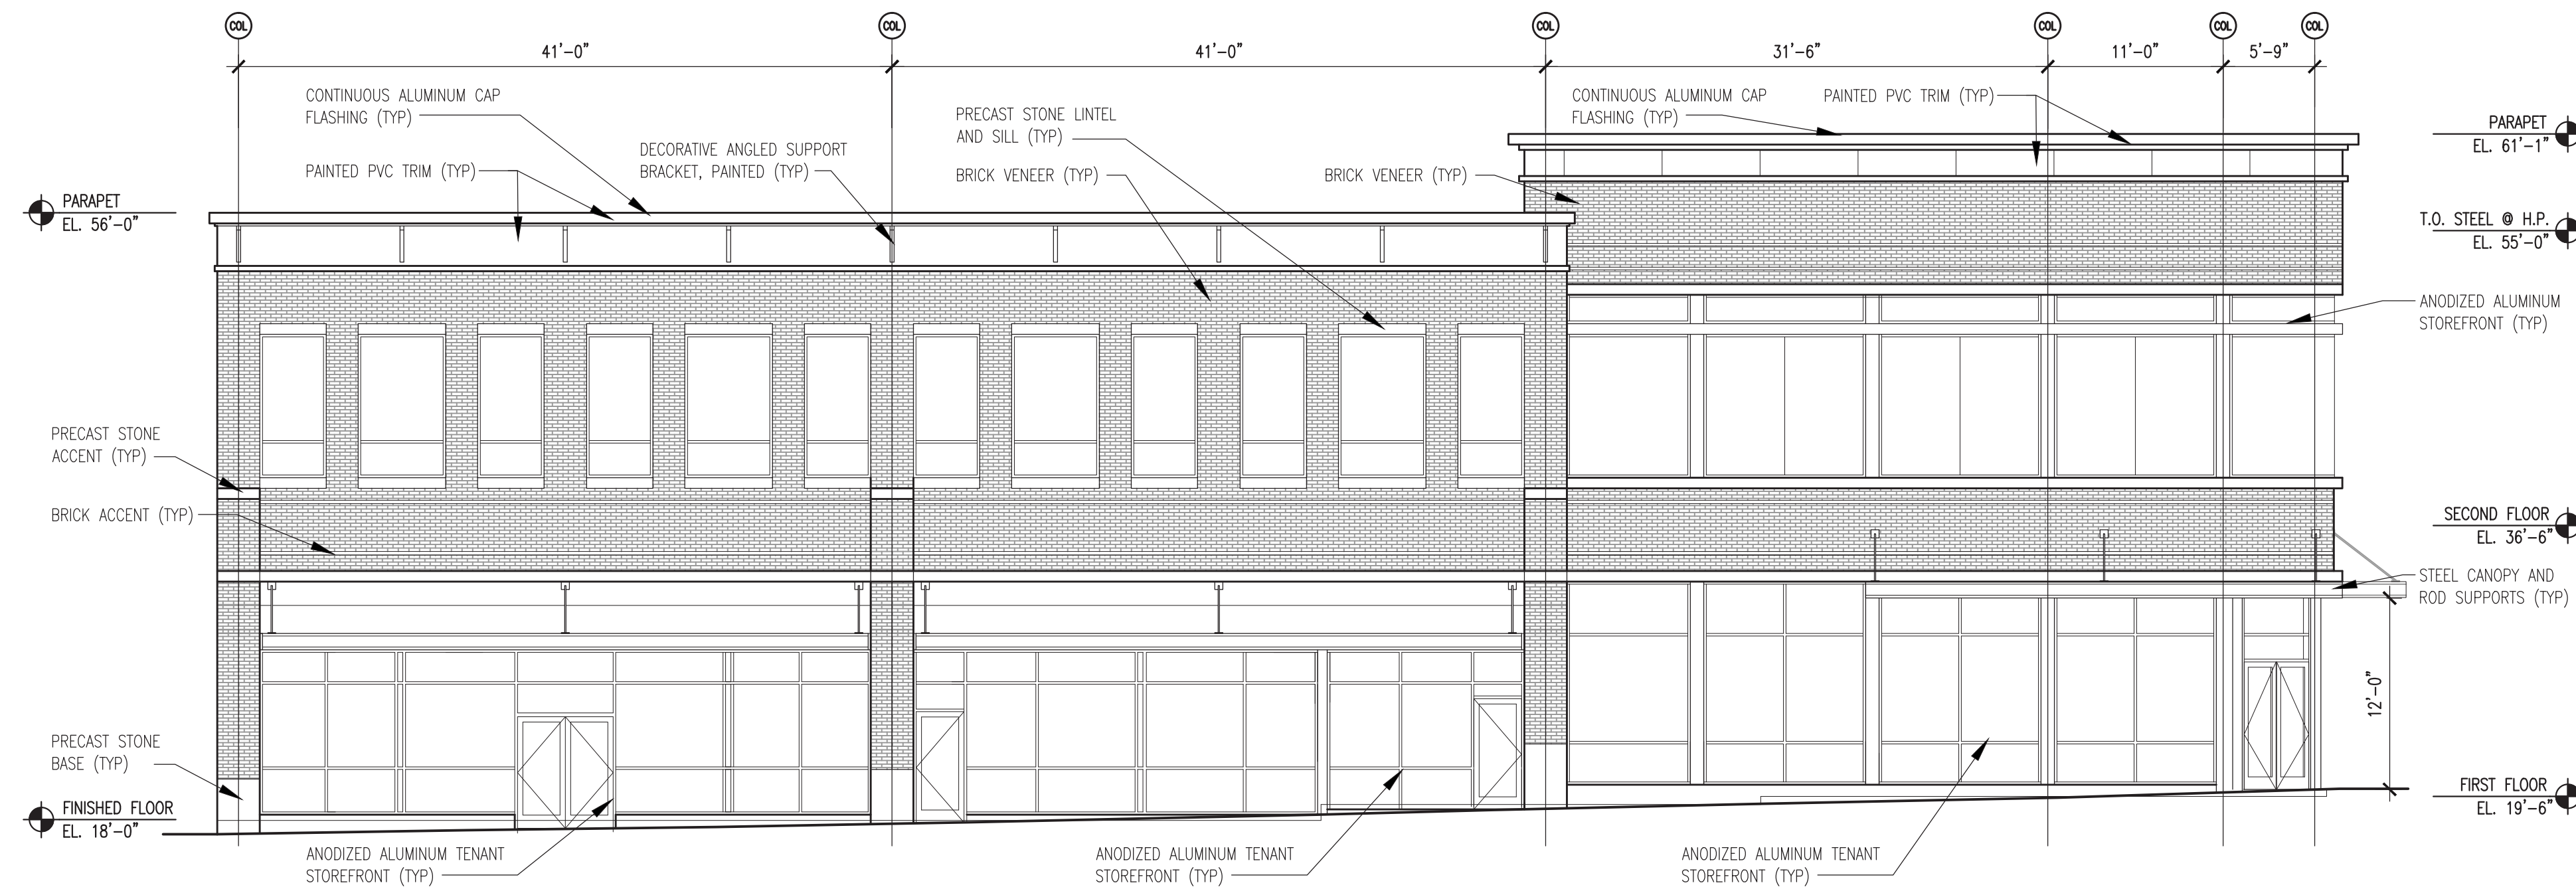 COL
COL
COL
COL
COL
COL
41'-0"
41'-0"
31'-6"
11'-0"
5'-9"
CONTINUOUS ALUMINUM CAP
FLASHING (TYP)
PAINTED PVC TRIM (TYP)
DECORATIVE ANGLED SUPPORT
BRACKET, PAINTED (TYP)
PRECAST STONE LINTEL
AND SILL (TYP)
BRICK VENEER (TYP)
BRICK VENEER (TYP)
CONTINUOUS ALUMINUM CAP
FLASHING (TYP)
PAINTED PVC TRIM (TYP)
PARAPET
EL. 61'-1"
PARAPET
EL. 56'-0"
T.O. STEEL @ H.P.
EL. 55'-0"
ANODIZED ALUMINUM
STOREFRONT (TYP)
PRECAST STONE
ACCENT (TYP)
BRICK ACCENT (TYP)
SECOND FLOOR
EL. 36'-6"
STEEL CANOPY AND
ROD SUPPORTS (TYP)
12'-0"
PRECAST STONE
BASE (TYP)
FINISHED FLOOR
EL. 18'-0"
FIRST FLOOR
EL. 19'-6"
ANODIZED ALUMINUM TENANT
STOREFRONT (TYP)
ANODIZED ALUMINUM TENANT
STOREFRONT (TYP)
ANODIZED ALUMINUM TENANT
STOREFRONT (TYP)